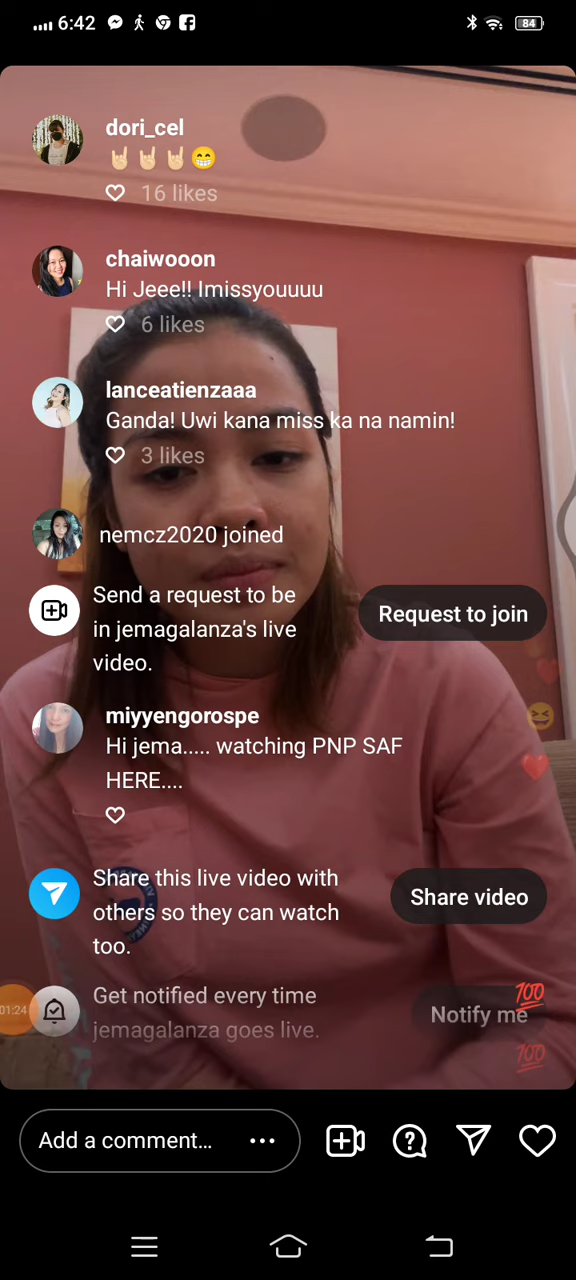 6:42
84
dori_cel
🤘🏻🤘🏻🤘🏻😁
16 likes
chaiwooon
Hi Jeee!! Imissyouuuu
6 likes
lanceatienzaaa
Ganda! Uwi kana miss ka na namin!
3 likes
nemcz2020 joined
Send a request to be
in jemagalanza's live
video.
Request to join
miyyengorospe
Hi jema..... watching PNP SAF
HERE....
Share this live video with
others so they can watch
too.
Share video
01:24
Get notified every time
jemagalanza goes live.
Notify me
💯
💯
Add a comment...